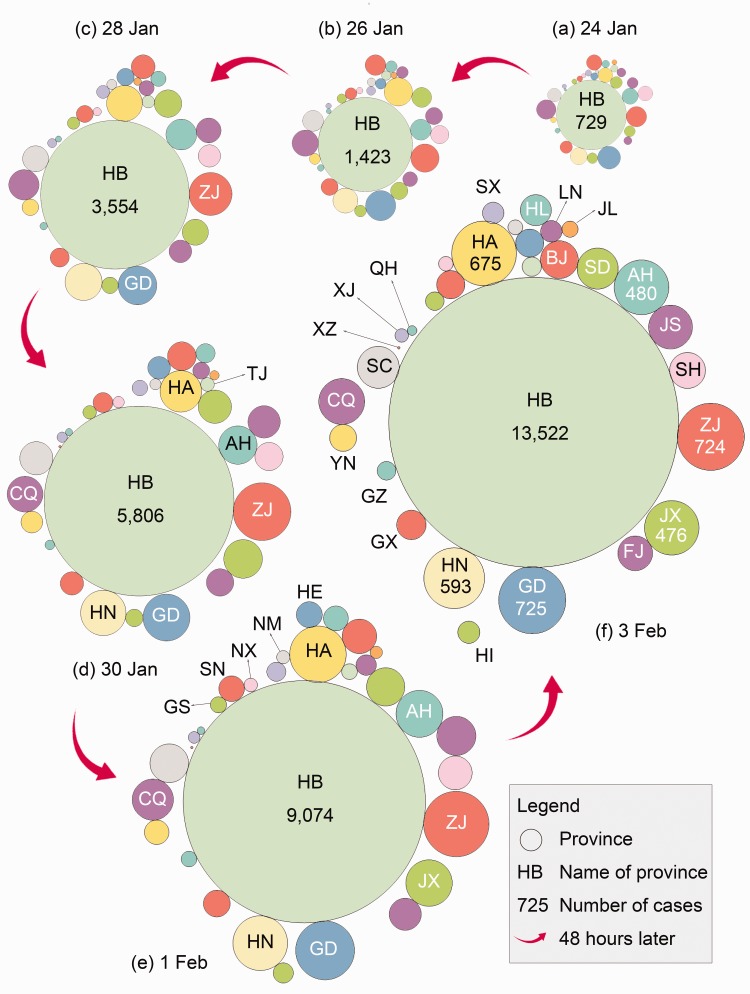 (c) 28 Jan
(b) 26 Jan
(a) 24 Jan
HB
729
HB
1,423
HB
3,554
ZJ
GD
SX
HL
LN
JL
HA
675
BJ
SD
AH
480
QH
XJ
XZ
JS
SH
SC
CQ
YN
HB
13,522
ZJ
724
GZ
GX
JX
476
FJ
HN
593
GD
725
HI
(f) 3 Feb
HA
TJ
AH
CQ
HB
5,806
ZJ
HN
GD
(d) 30 Jan
HE
NM
HA
NX
SN
GS
AH
CQ
HB
9,074
ZJ
JX
HN
GD
(e) 1 Feb
Legend
Province
HB Name of province
725 Number of cases
48 hours later